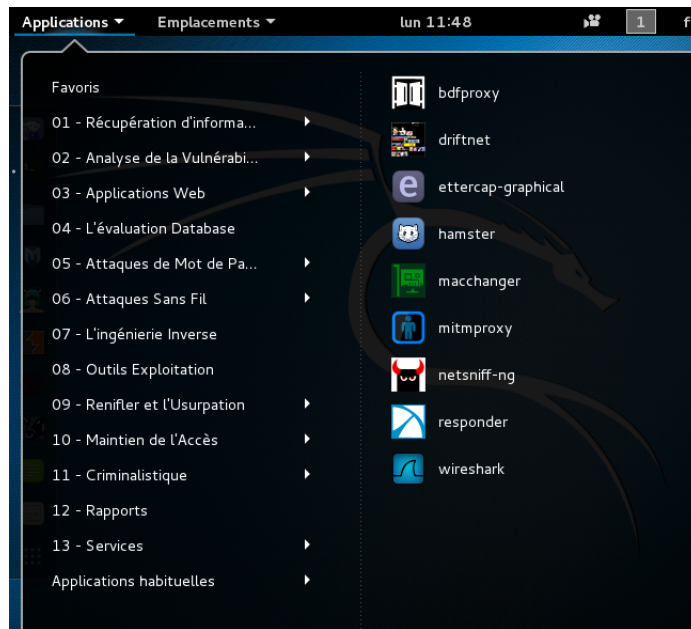 Applications Emplacements lun 11:48 1 f
Favoris
01 - Récupération d'informa...
02 - Analyse de la Vulnérabi...
03 - Applications Web
04 - L'évaluation Database
05 - Attaques de Mot de Pa...
06 - Attaques Sans Fil
07 - L'ingénierie Inverse
08 - Outils Exploitation
09 - Renifler et l'Usurpation
10 - Maintien de l'Accès
11 - Criminalistique
12 - Rapports
13 - Services
Applications habituelles
bdfproxy
driftnet
ettercap-graphical
hamster
macchanger
mitmproxy
netsniff-ng
responder
wireshark